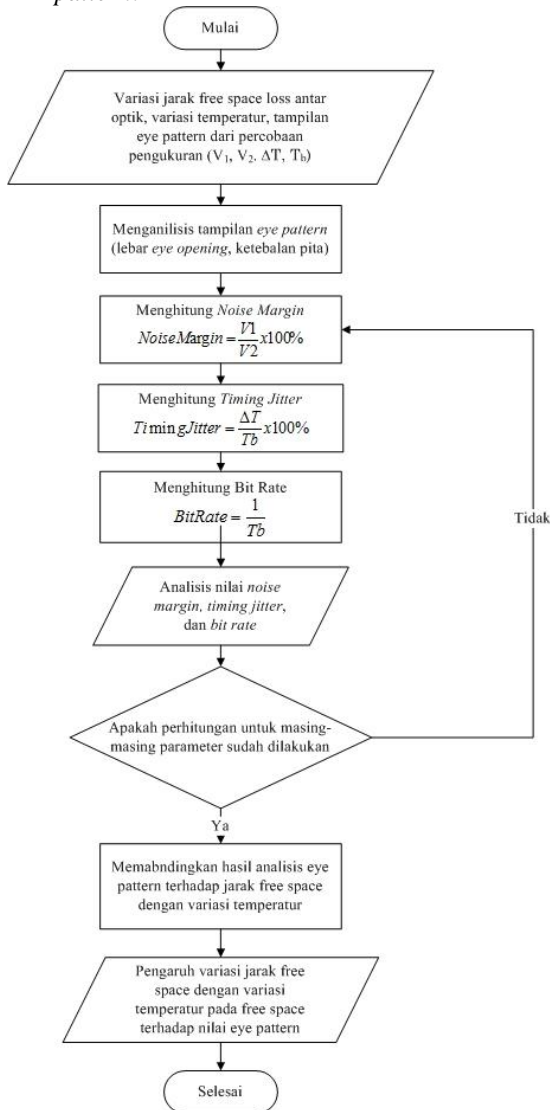 Mulai
Variasi jarak free space loss antar
optik, variasi temperatur, tampilan
eye pattern dari percobaan
pengukuran (V₁, V₂. ΔT, Tb)
Menganilisis tampilan eye pattern
(lebar eye opening, ketebalan pita)
Menghitung Noise Margin
NoiseMargin = V1/V2 x100%
Menghitung Timing Jitter
TimingJitter = ΔT/Tb x100%
Menghitung Bit Rate
BitRate = 1/Tb
Tidak
Analisis nilai noise
margin, timing jitter,
dan bit rate
Apakah perhitungan untuk masing-
masing parameter sudah dilakukan
Ya
Memabndingkan hasil analisis eye
pattern terhadap jarak free space
dengan variasi temperatur
Pengaruh variasi jarak free
space dengan variasi
temperatur pada free space
terhadap nilai eye pattern
Selesai